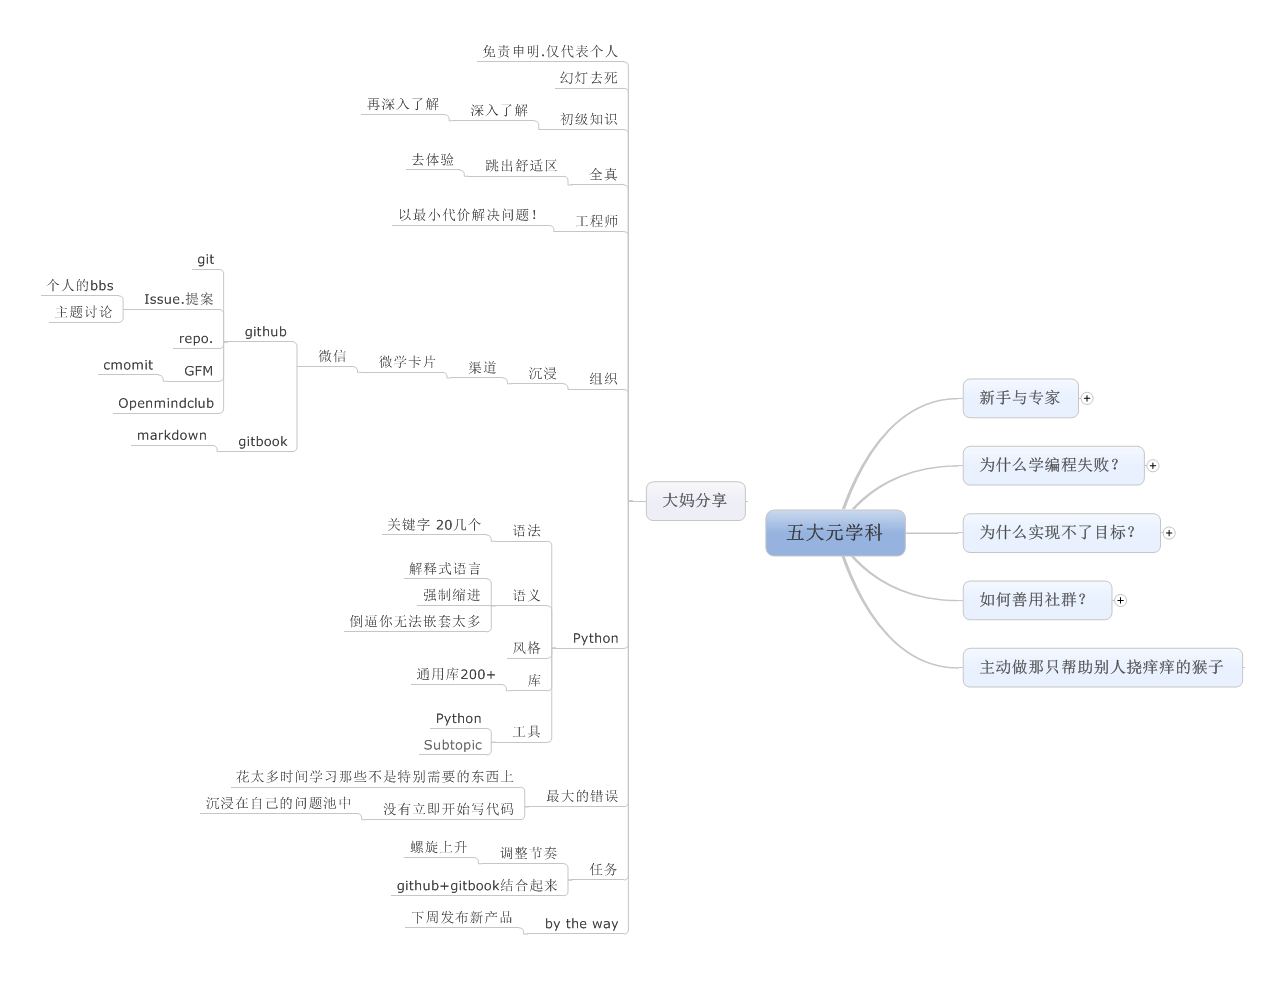 免责申明.仅代表个人
幻灯去死
再深入了解
深入了解
初级知识
去体验
跳出舒适区
全真
以最小代价解决问题!
工程师
git
个人的bbs
Issue.提案
主题讨论
github
repo.
微信
微学卡片
渠道
沉浸
组织
cmomit
GFM
Openmindclub
markdown
gitbook
大妈分享
关键字 20几个
语法
解释式语言
强制缩进
语义
倒逼你无法嵌套太多
Python
风格
通用库200+
库
Python
工具
Subtopic
花太多时间学习那些不是特别需要的东西上
最大的错误
沉浸在自己的问题池中
没有立即开始写代码
螺旋上升
调整节奏
任务
github+gitbook结合起来
下周发布新产品
by the way
五大元学科
新手与专家
为什么学编程失败?
为什么实现不了目标?
如何善用社群?
主动做那只帮助别人挠痒痒的猴子